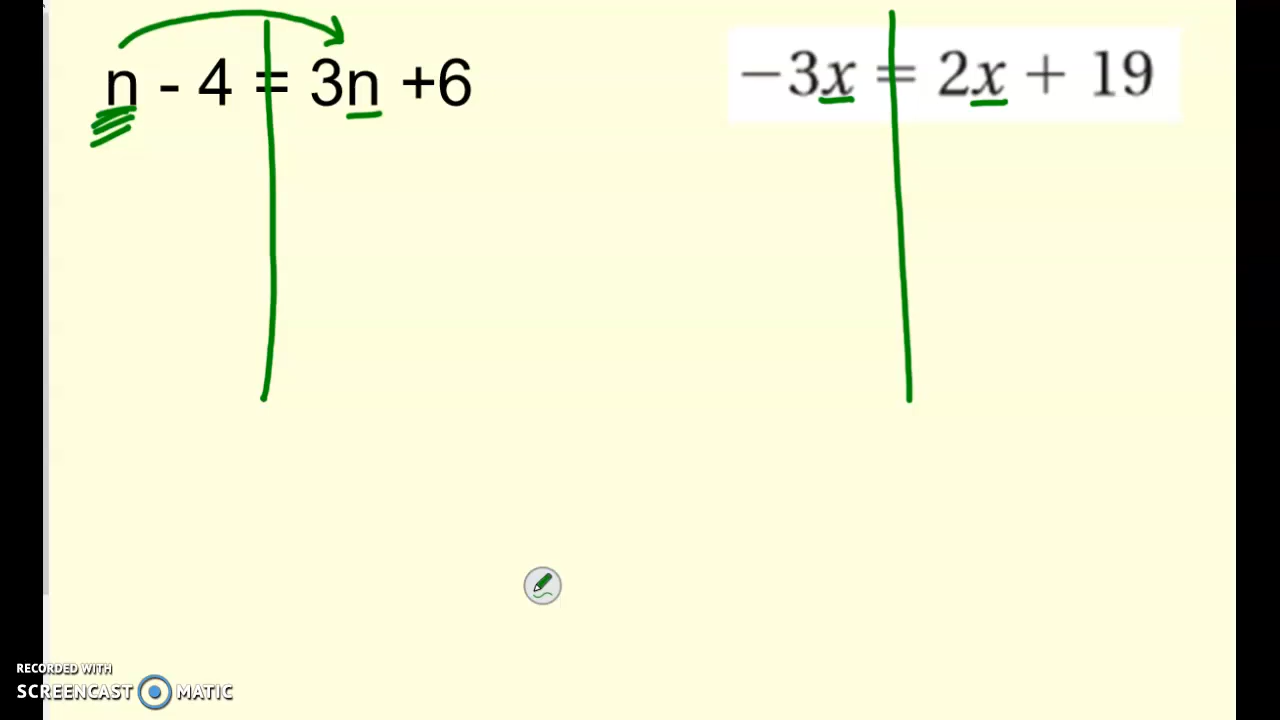 n - 4 = 3n +6
−3x = 2x + 19
RECORDED WITH
SCREENCAST MATIC